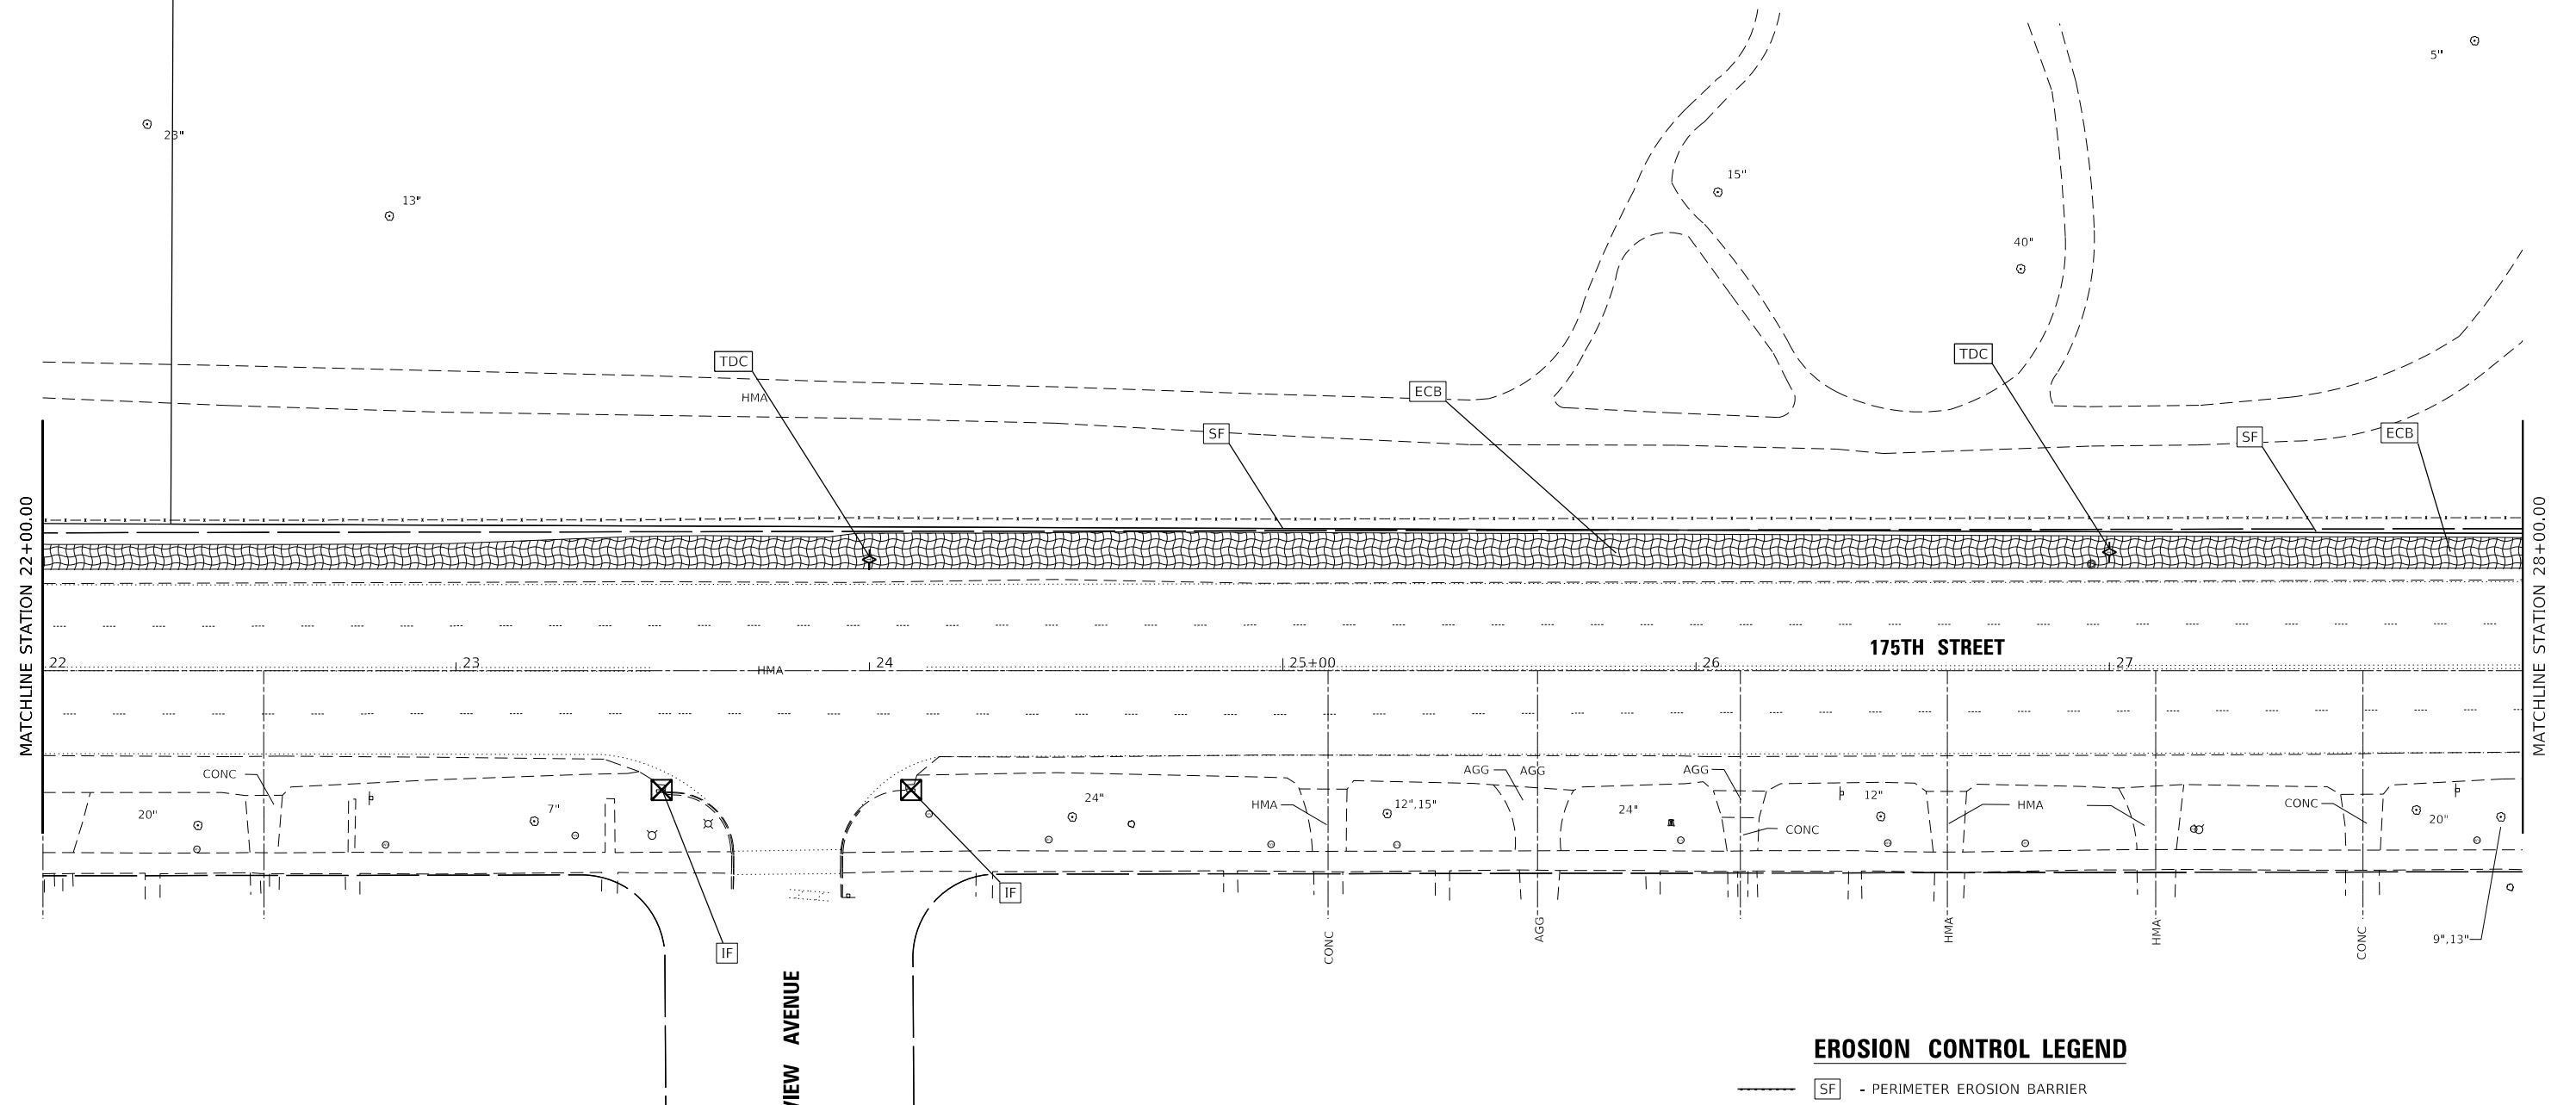 5"
23"
15"
13"
40"
TDC
TDC
ECB
HMA
SF
SF
ECB
MATCHLINE STATION 22+00.00
MATCHLINE STATION 28+00.00
175TH STREET
22
23
24
25+00
26
27
HMA
CONC
AGG
AGG
AGG
20"
7"
24"
HMA
12",15"
24"
12"
HMA
CONC
20"
CONC
IF
IF
CONC
AGG
HMA
HMA
CONC
9",13"
VIEW AVENUE
EROSION CONTROL LEGEND
SF - PERIMETER EROSION BARRIER